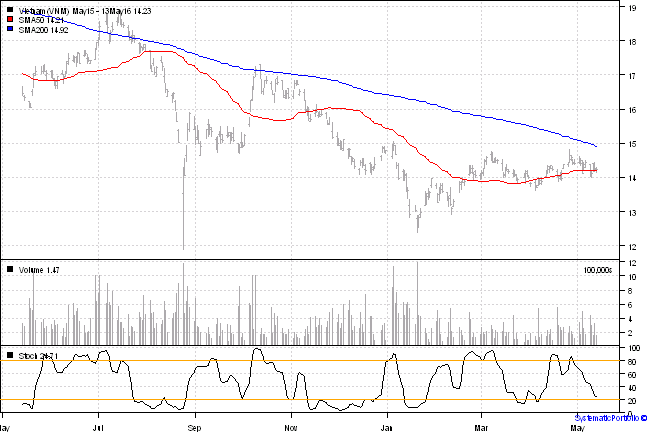 Vietnam (VNM) May15 - 13May16 14.23
SMA50 14.21
SMA200 14.92
19
18
17
16
15
14
13
12
Volume 1.47
100,000s
12
10
8
6
4
2
Stoch 24.71
100
80
60
40
20
0
May Jul Sep Nov Jan Mar May
SystematicPortfolio ©